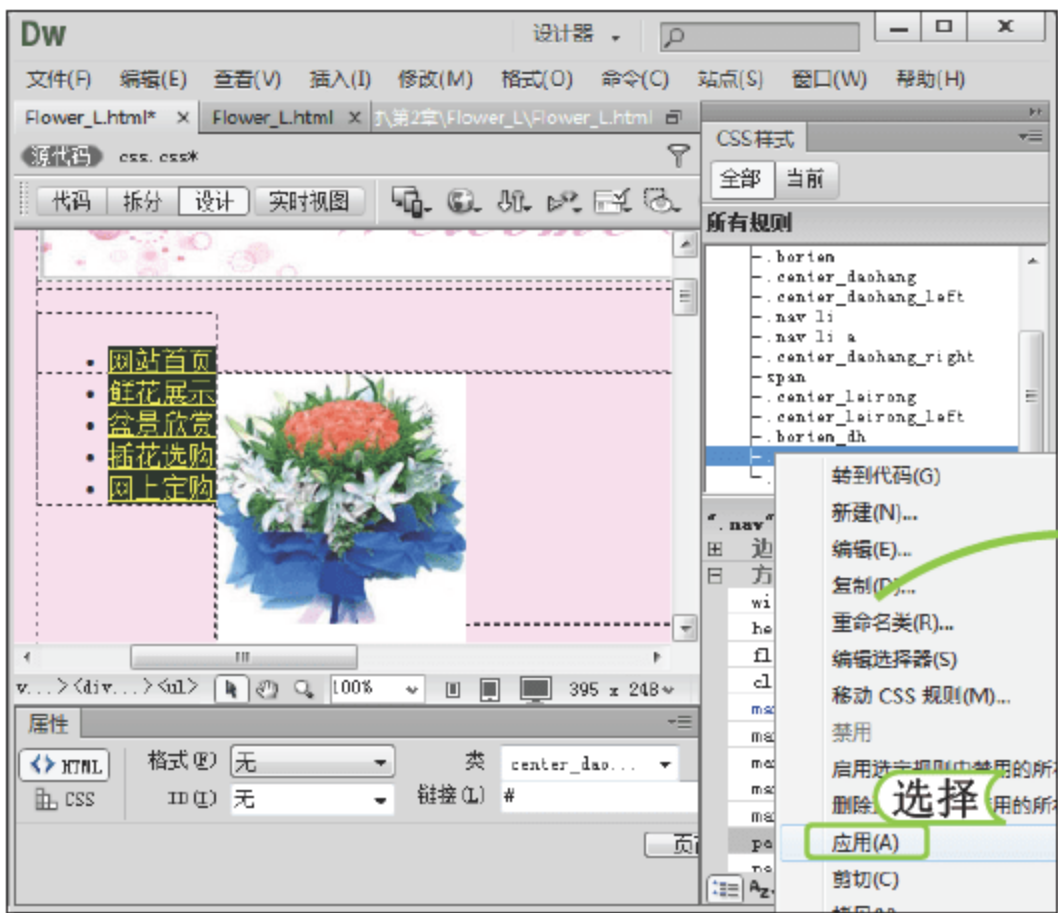 Dw
设计器
文件(F) 编辑(E) 查看(V) 插入(I) 修改(M) 格式(O) 命令(C) 站点(S) 窗口(W) 帮助(H)
Flower_L.html* × Flower_L.html × 第2章\Flower_L\Flower_L.html
源代码 css.css*
代码 拆分 设计 实时视图
网站首页
鲜花展示
盆景欣赏
插花选购
网上定购
<div...><ul> 100% 395 x 248
属性
HTML 格式(F) 无 类 center_dao...
CSS ID(I) 无 链接(L) #
CSS样式
全部 当前
所有规则
.borten
.center_daohang
.center_daohang_left
.nav li
.nav li a
.center_daohang_right
span
.center_leirong
.center_leirong_left
.borten_dh
".nav"
方
wi
he
fl
cl
转到代码(G)
新建(N)...
编辑(E)...
复制(D)...
重命名类(R)...
编辑选择器(S)
移动 CSS 规则(M)...
禁用
启用选定规则中禁用的所
删除 用的所
选择
应用(A)
剪切(C)